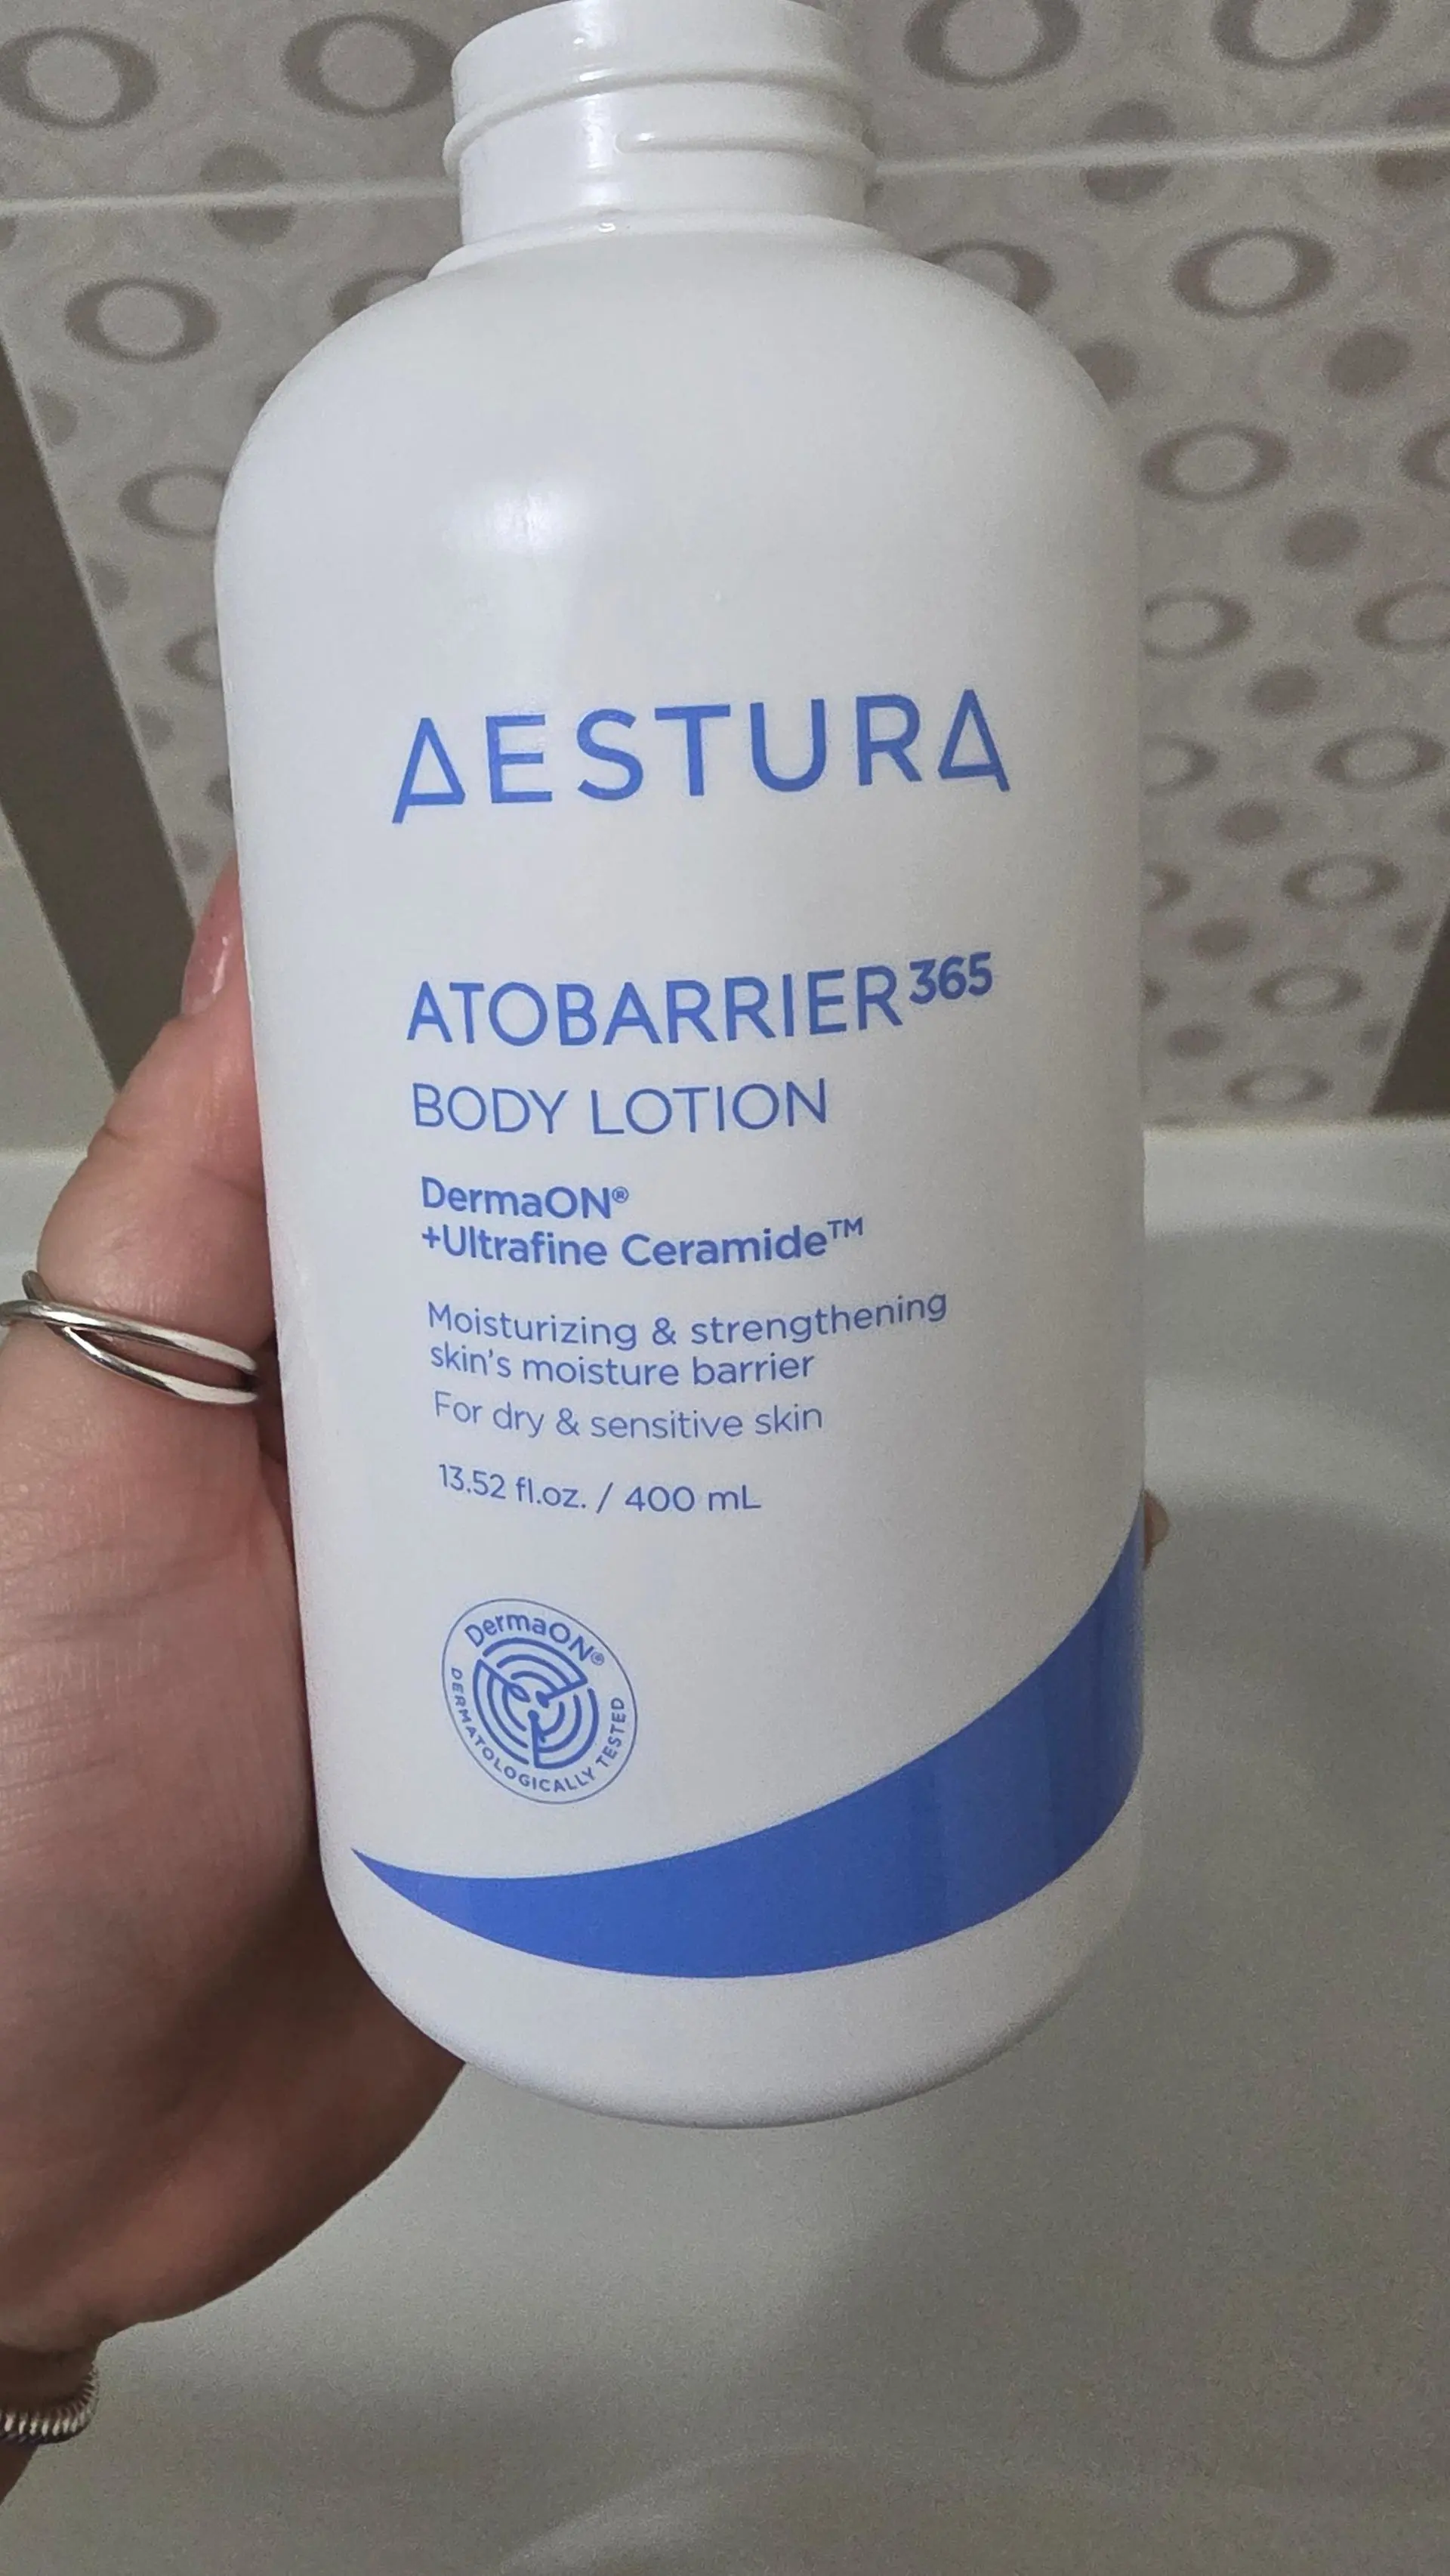 AESTURA
ATOBARRIER³⁶⁵
BODY LOTION
DermaON®
+Ultrafine Ceramide™
Moisturizing & strengthening
skin's moisture barrier
For dry & sensitive skin
13.52 fl.oz. / 400 mL
DermaON®
DERMATOLOGICALLY TESTED